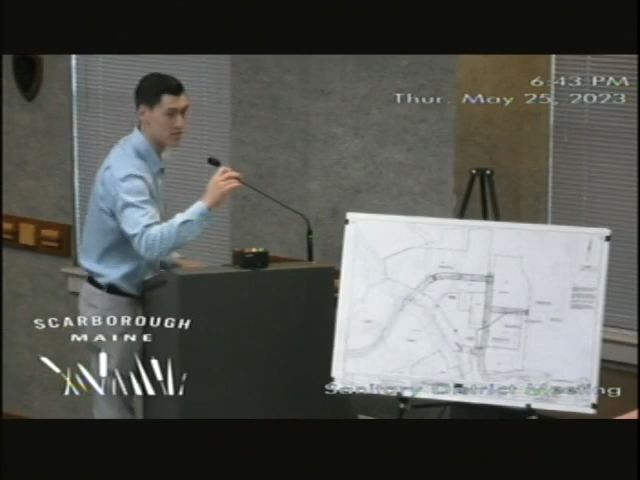 6:43 PM
Thur, May 25, 2023
SCARBOROUGH
MAINE
Sanitary District Meeting